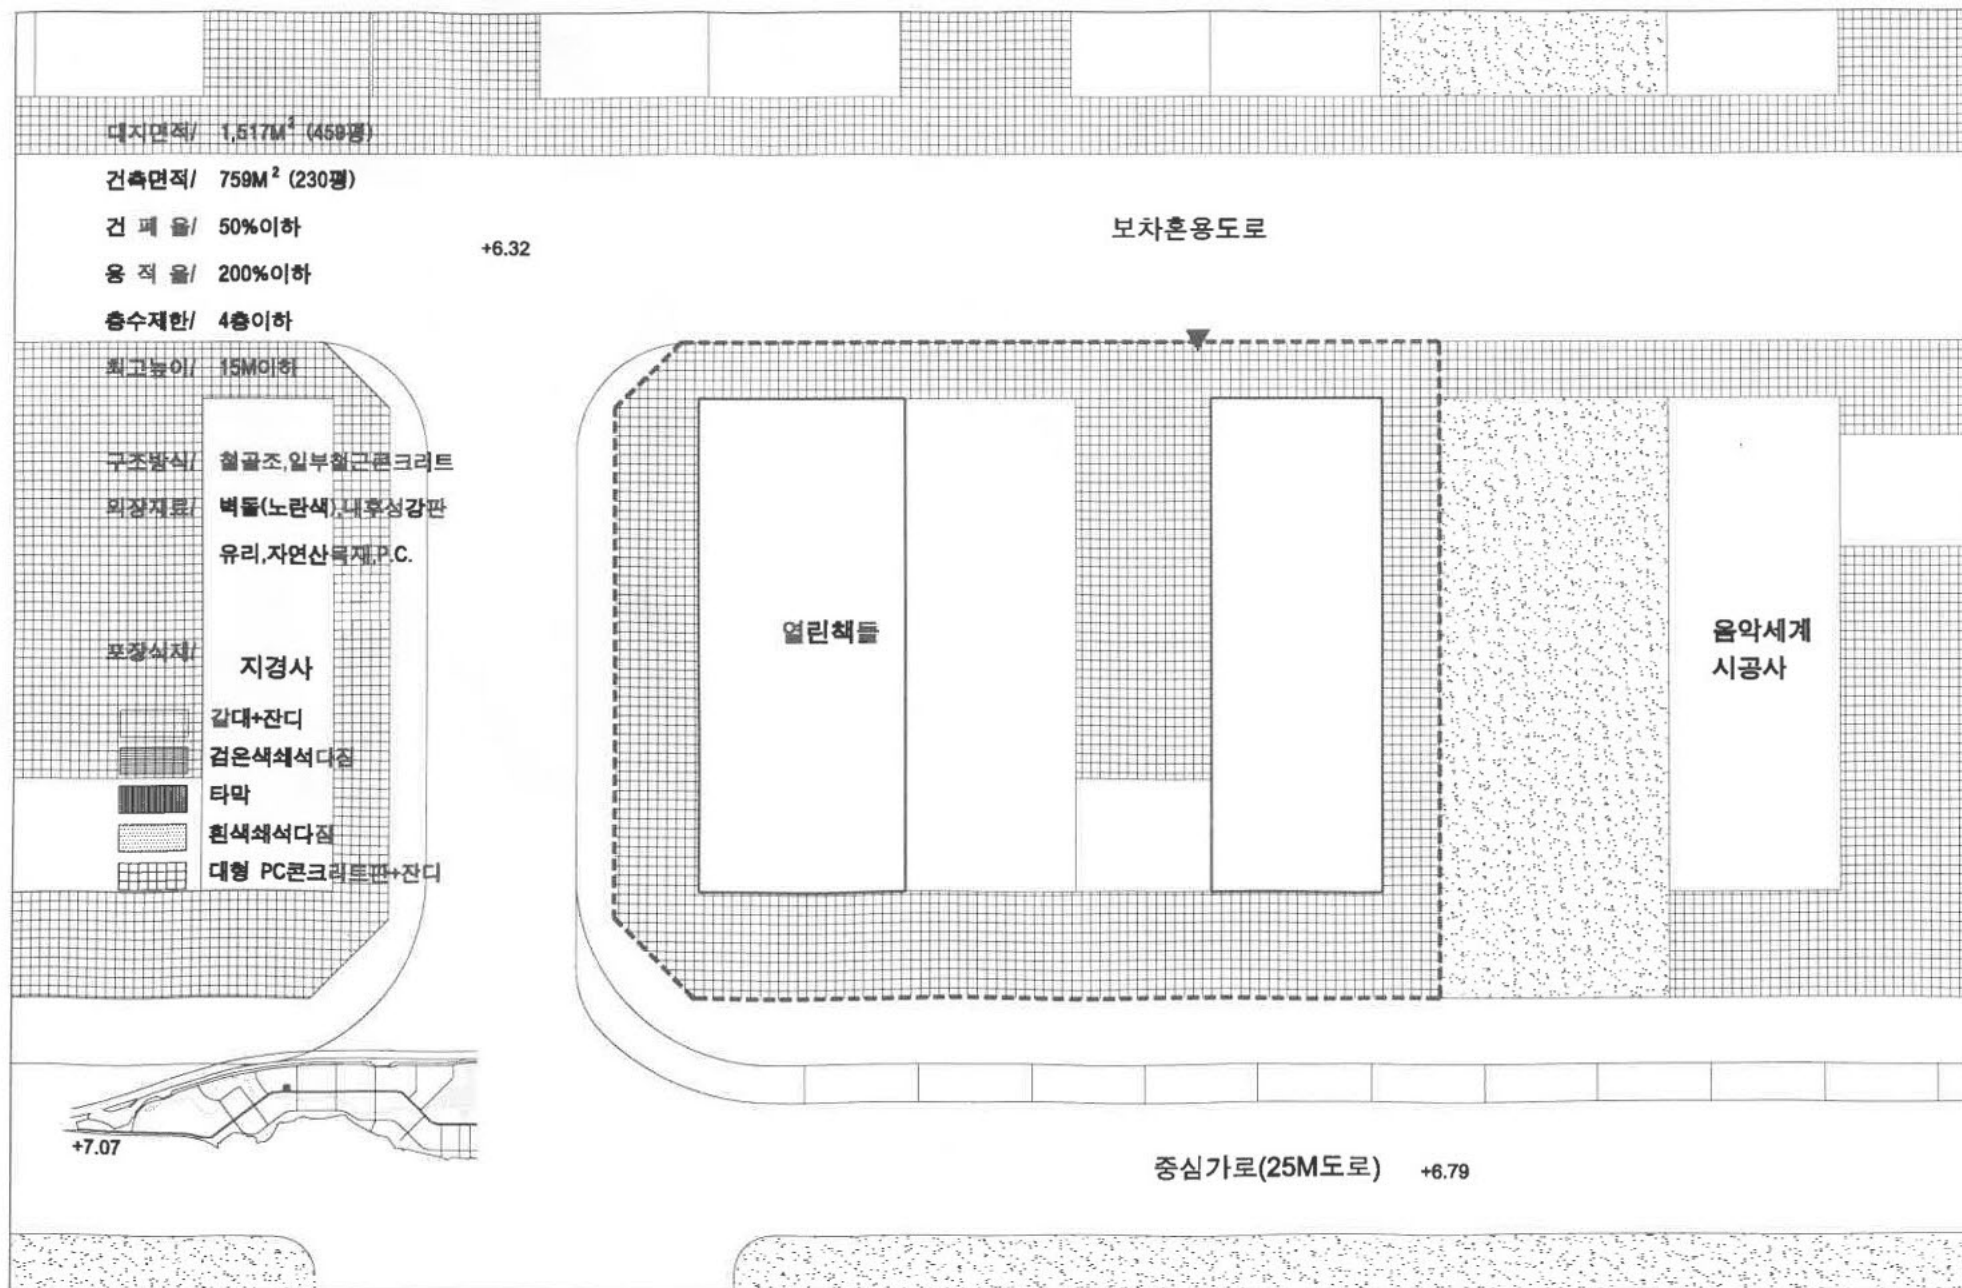 대지면적/ 1,517M² (459평)
건축면적/ 759M² (230평)
건 폐 율/ 50%이하
용 적 율/ 200%이하
층수제한/ 4층이하
최고높이/ 15M이하
구조방식/ 철골조,일부철근콘크리트
외장재료/ 벽돌(노란색),내후성강판
유리,자연산목재,P.C.
포장식재/
지경사
갈대+잔디
검은색쇄석다짐
타막
흰색쇄석다짐
대형 PC콘크리트판+잔디
+6.32
보차혼용도로
열린책들
음악세계
시공사
+7.07
중심가로(25M도로) +6.79